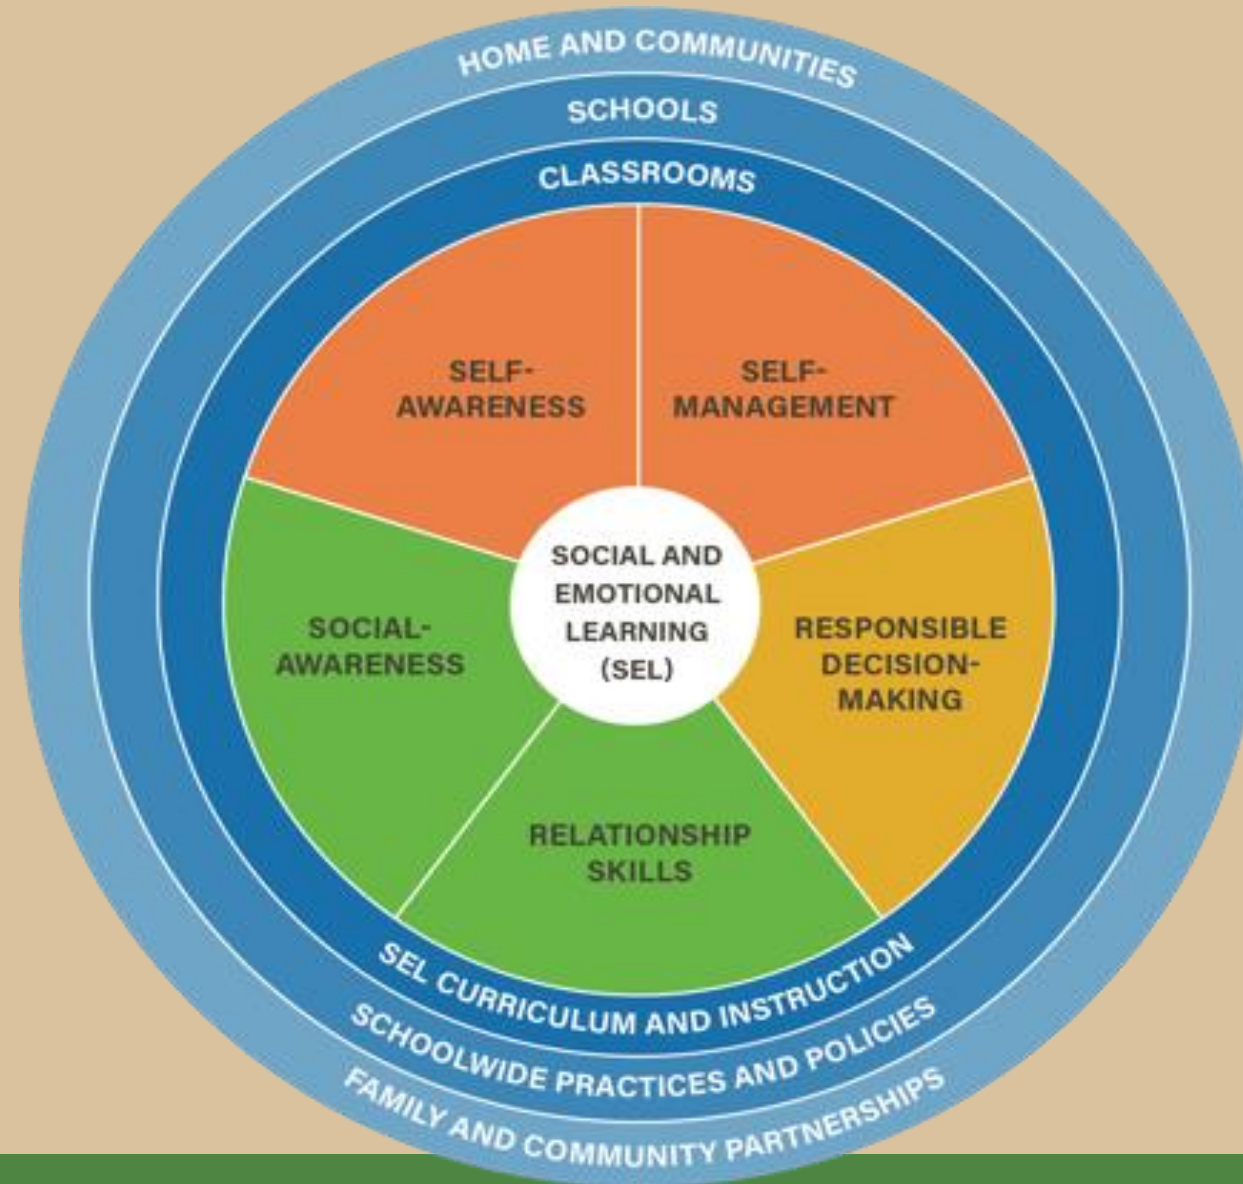 HOME AND COMMUNITIES
SCHOOLS
CLASSROOMS
SELF-
AWARENESS
SELF-
MANAGEMENT
SOCIAL AND
EMOTIONAL
LEARNING
(SEL)
SOCIAL-
AWARENESS
RESPONSIBLE
DECISION-
MAKING
RELATIONSHIP
SKILLS
SEL CURRICULUM AND INSTRUCTION
SCHOOLWIDE PRACTICES AND POLICIES
FAMILY AND COMMUNITY PARTNERSHIPS